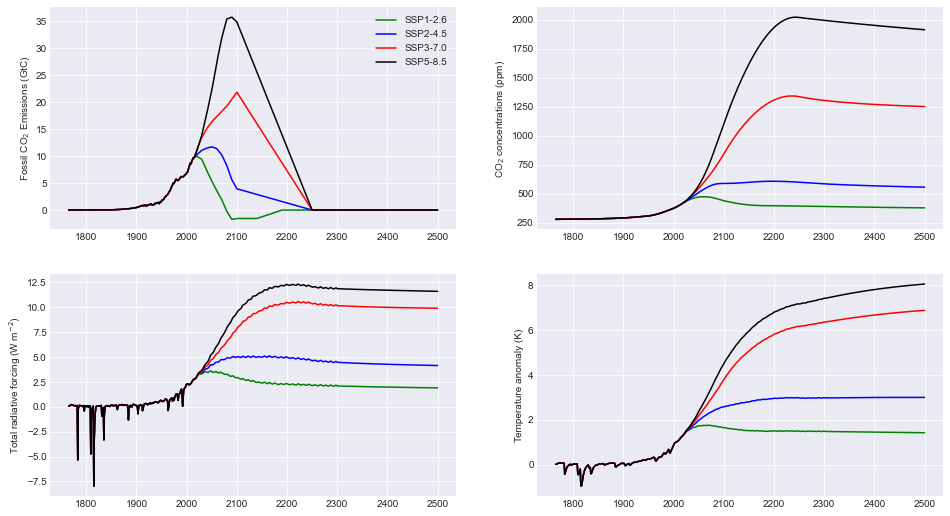 Fossil CO₂ Emissions (GtC)
35
30
25
20
15
10
5
0
SSP1-2.6
SSP2-4.5
SSP3-7.0
SSP5-8.5
1800 1900 2000 2100 2200 2300 2400 2500
CO₂ concentrations (ppm)
2000
1750
1500
1250
1000
750
500
250
1800 1900 2000 2100 2200 2300 2400 2500
Total radiative forcing (W m⁻²)
12.5
10.0
7.5
5.0
2.5
0.0
−2.5
−5.0
−7.5
1800 1900 2000 2100 2200 2300 2400 2500
Temperature anomaly (K)
8
6
4
2
0
1800 1900 2000 2100 2200 2300 2400 2500